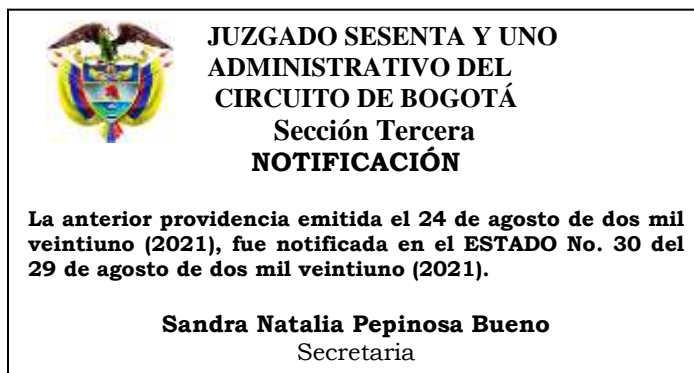 JUZGADO SESENTA Y UNO
ADMINISTRATIVO DEL
CIRCUITO DE BOGOTÁ
Sección Tercera
NOTIFICACIÓN
La anterior providencia emitida el 24 de agosto de dos mil
veintiuno (2021), fue notificada en el ESTADO No. 30 del
29 de agosto de dos mil veintiuno (2021).
Sandra Natalia Pepinosa Bueno
Secretaria